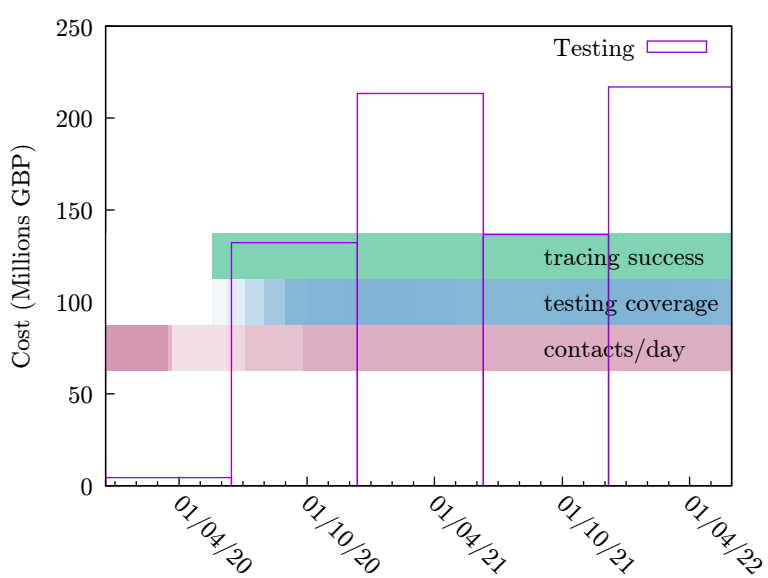 250
200
150
100
50
0
Cost (Millions GBP)
Testing
tracing success
testing coverage
contacts/day
01/04/20
01/10/20
01/04/21
01/10/21
01/04/22